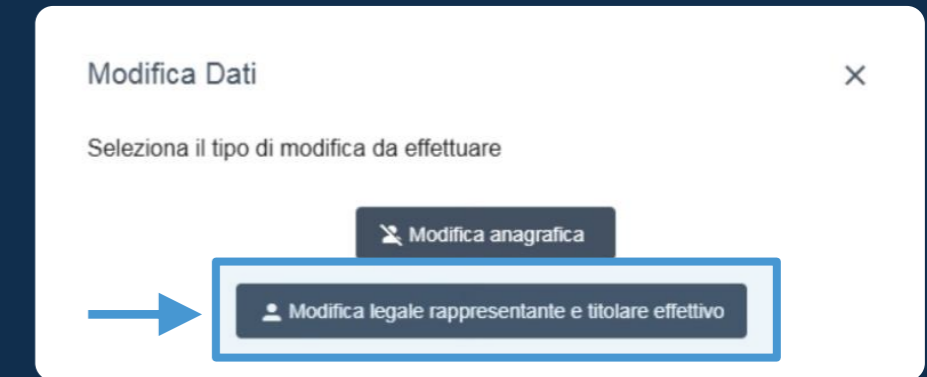 Modifica Dati
Seleziona il tipo di modifica da effettuare
Modifica anagrafica
Modifica legale rappresentante e titolare effettivo